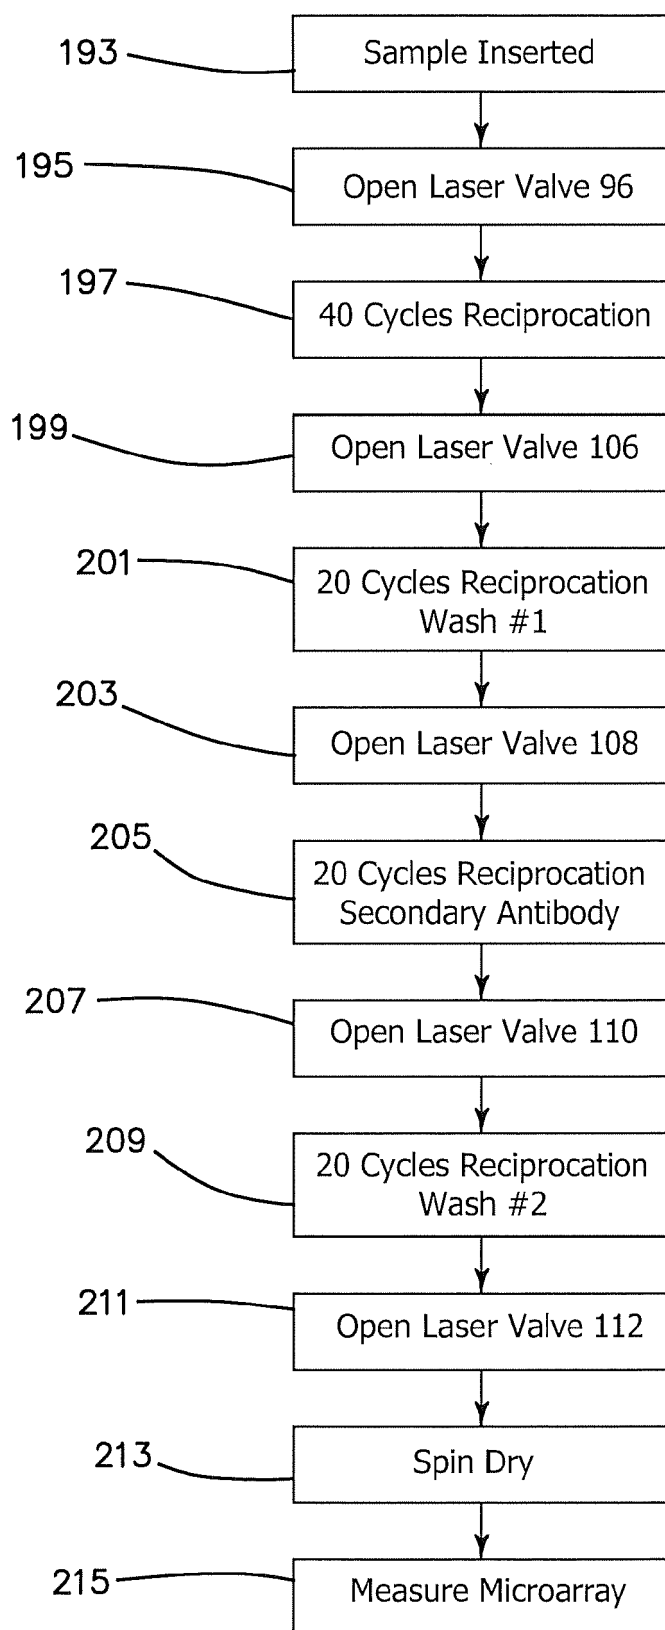 193
Sample Inserted
195
Open Laser Valve 96
197
40 Cycles Reciprocation
199
Open Laser Valve 106
201
20 Cycles Reciprocation
Wash #1
203
Open Laser Valve 108
205
20 Cycles Reciprocation
Secondary Antibody
207
Open Laser Valve 110
209
20 Cycles Reciprocation
Wash #2
211
Open Laser Valve 112
213
Spin Dry
215
Measure Microarray